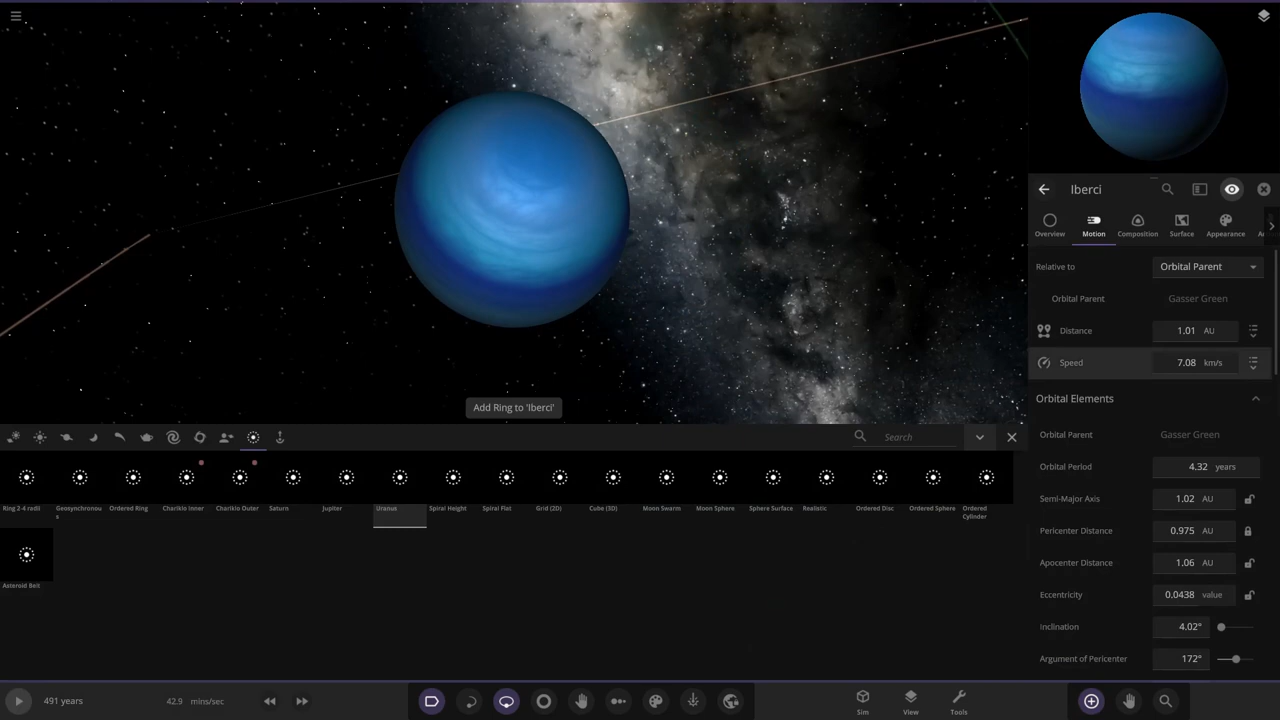 Iberci
Overview
Motion
Composition
Surface
Appearance
Relative to
Orbital Parent
Orbital Parent
Gasser Green
Distance
1.01 AU
Speed
7.08 km/s
Orbital Elements
Orbital Parent
Gasser Green
Orbital Period
4.32 years
Semi-Major Axis
1.02 AU
Pericenter Distance
0.975 AU
Apocenter Distance
1.06 AU
Eccentricity
0.0438 value
Inclination
4.02°
Argument of Pericenter
172°
Add Ring to 'Iberci'
Search
Ring 2-4 radii
Geosynchronou
s
Ordered Ring
Chariklo Inner
Chariklo Outer
Saturn
Jupiter
Uranus
Spiral Height
Spiral Flat
Grid (2D)
Cube (3D)
Moon Swarm
Moon Sphere
Sphere Surface
Realistic
Ordered Disc
Ordered Sphere
Ordered
Cylinder
Asteroid Belt
491 years
42.9 mins/sec
Sim
View
Tools